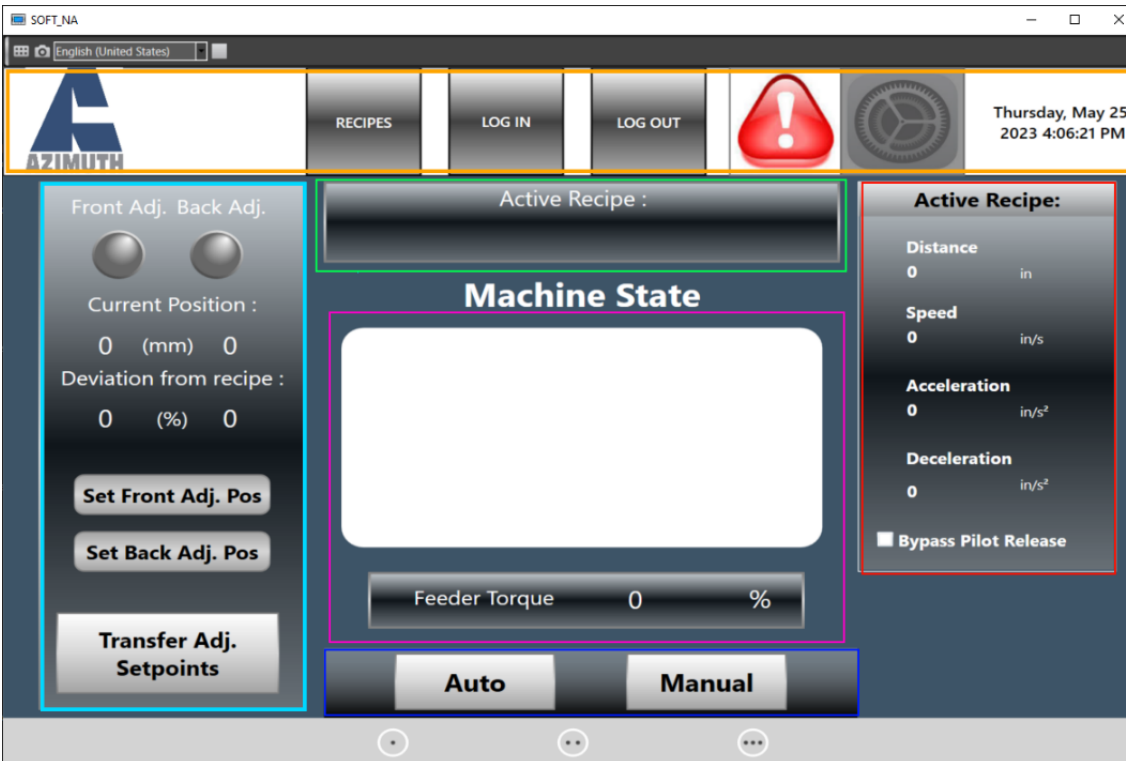 SOFT_NA
English (United States)
AZIMUTH
RECIPES
LOG IN
LOG OUT
Thursday, May 25
2023 4:06:21 PM
Front Adj. Back Adj.
Current Position :
0 (mm) 0
Deviation from recipe :
0 (%) 0
Set Front Adj. Pos
Set Back Adj. Pos
Transfer Adj.
Setpoints
Active Recipe :
Machine State
Feeder Torque 0 %
Auto Manual
Active Recipe:
Distance
0 in
Speed
0 in/s
Acceleration
0 in/s²
Deceleration
0 in/s²
Bypass Pilot Release